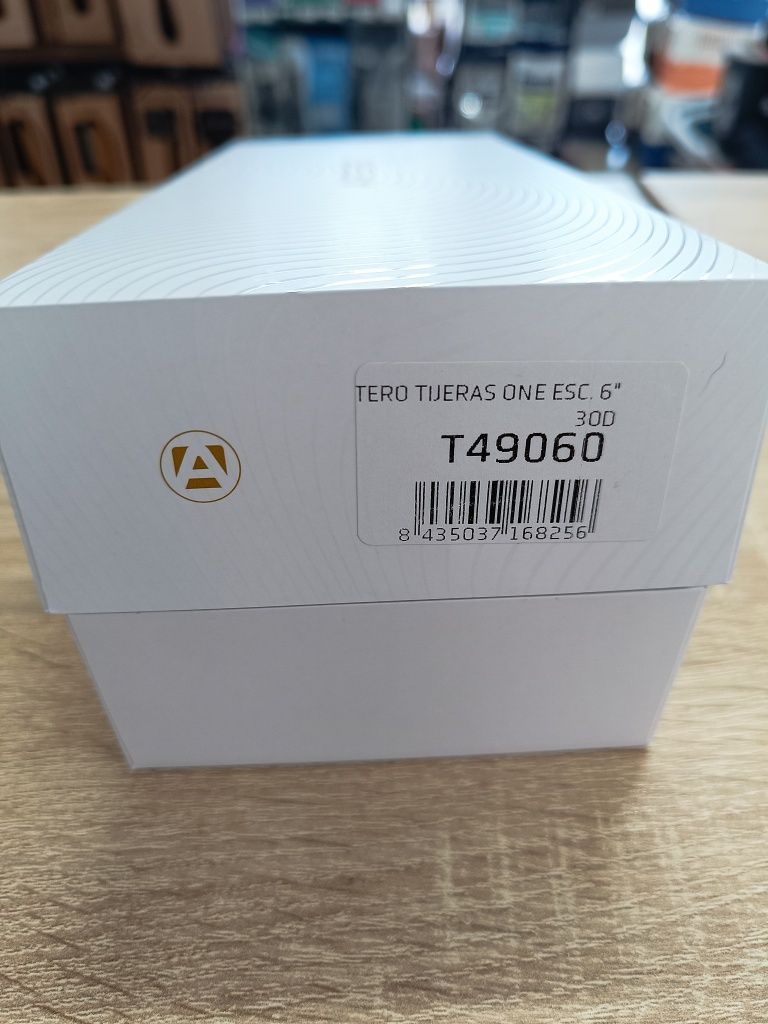 A
TERO TIJERAS ONE ESC. 6"
30D
T49060
8 435037 168256